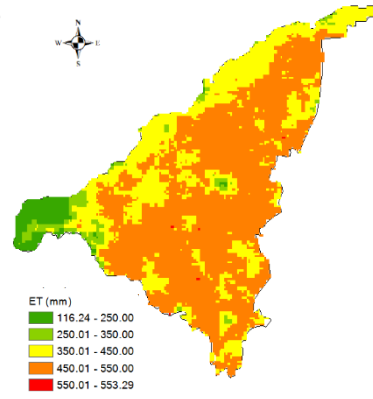 N
W E
S
ET (mm)
116.24 - 250.00
250.01 - 350.00
350.01 - 450.00
450.01 - 550.00
550.01 - 553.29